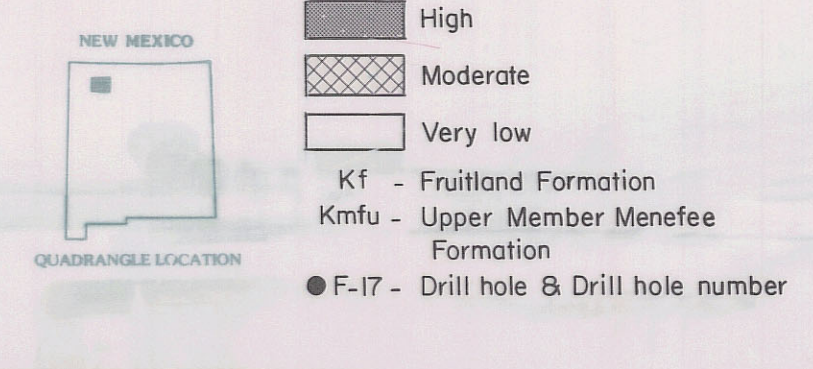 NEW MEXICO
QUADRANGLE LOCATION
High
Moderate
Very low
Kf - Fruitland Formation
Kmfu - Upper Member Menefee
Formation
F-17 - Drill hole & Drill hole number